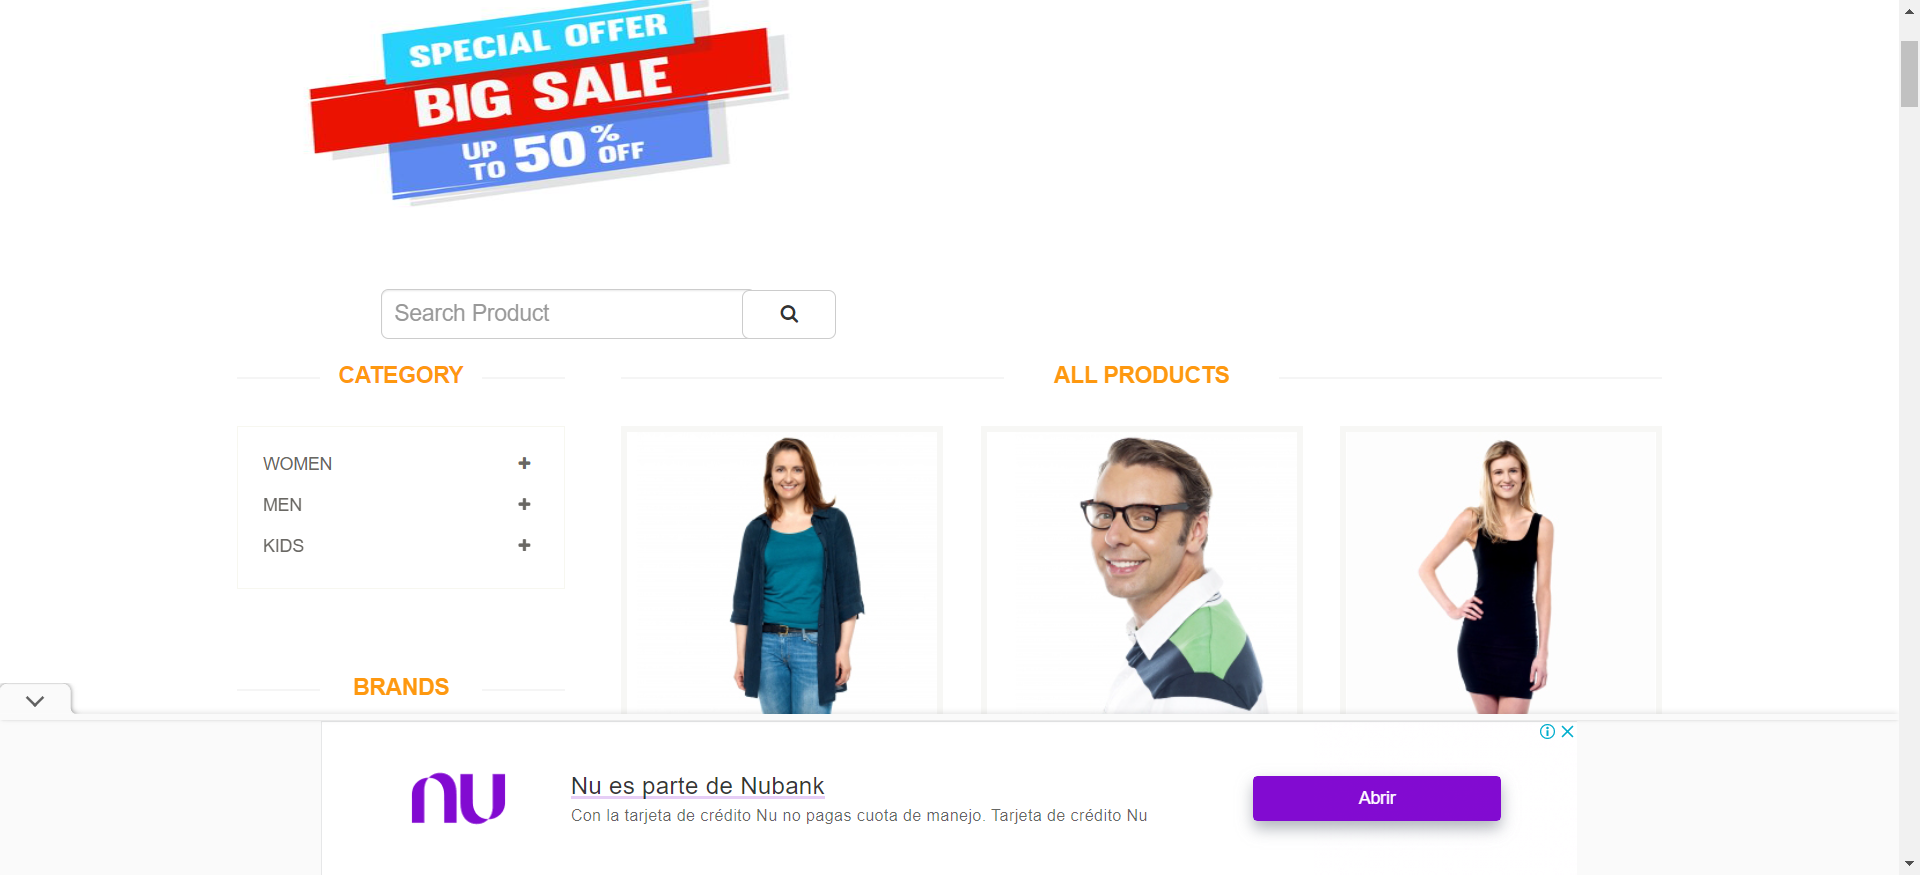 SPECIAL OFFER
BIG SALE
UP TO 50% OFF
Search Product
CATEGORY
ALL PRODUCTS
WOMEN
MEN
KIDS
BRANDS
nu
Nu es parte de Nubank
Con la tarjeta de crédito Nu no pagas cuota de manejo. Tarjeta de crédito Nu
Abrir